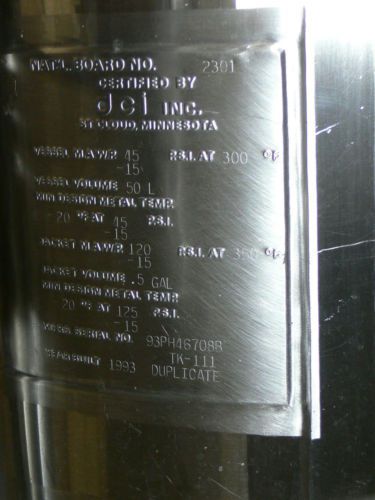 NAT'L. BOARD NO. 2301
CERTIFIED BY
dci INC.
ST CLOUD, MINNESOTA
VESSEL M.A.W.P. 45 P.S.I. AT 300 °F
-15
VESSEL VOLUME 50 L
MIN DESIGN METAL TEMP.
20 °F AT 45 P.S.I.
-15
JACKET M.A.W.P. 120 P.S.I. AT 350 °F
-15
JACKET VOLUME .5 GAL
MIN DESIGN METAL TEMP
20 °F AT 125 P.S.I.
-15
SERIAL NO. 93PH46708B
TK-111
YEAR BUILT 1993 DUPLICATE